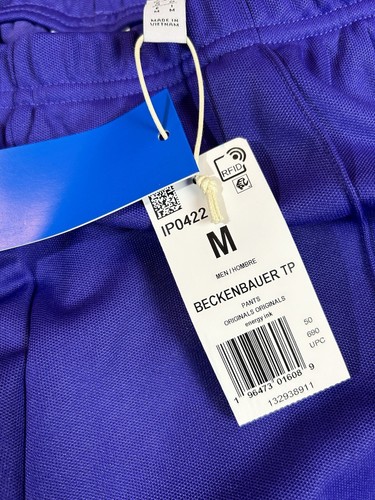 MADE IN
VIETNAM
RFID
IP0422
M
MEN / HOMBRE
BECKENBAUER TP
PANTS
ORIGINALS ORIGINALS
energy ink
50
690
UPC
1 96473 01608 9
132938911